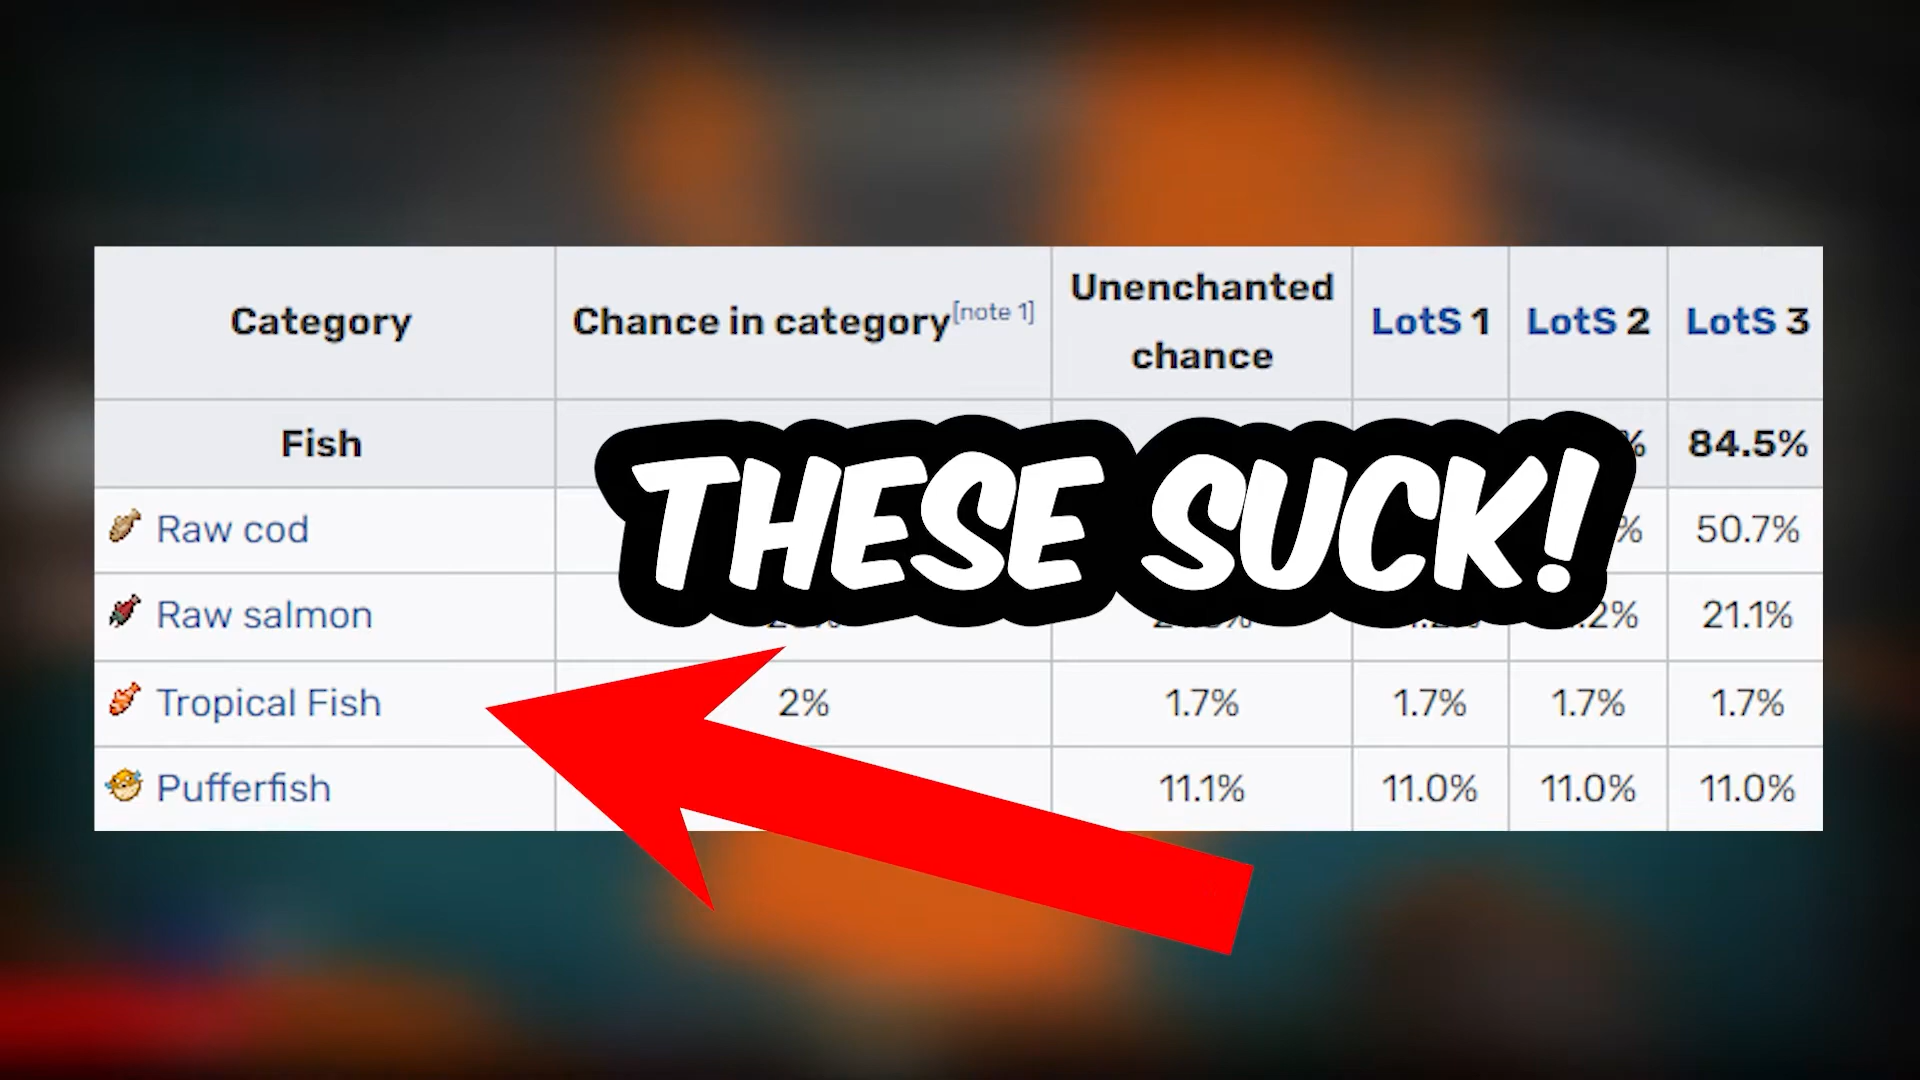 Category Chance in category[note 1] Unenchanted chance LotS 1 LotS 2 LotS 3
Fish % 84.5%
THESE SUCK!
Raw cod % 50.7%
Raw salmon .2% 21.1%
Tropical Fish 2% 1.7% 1.7% 1.7% 1.7%
Pufferfish 11.1% 11.0% 11.0% 11.0%